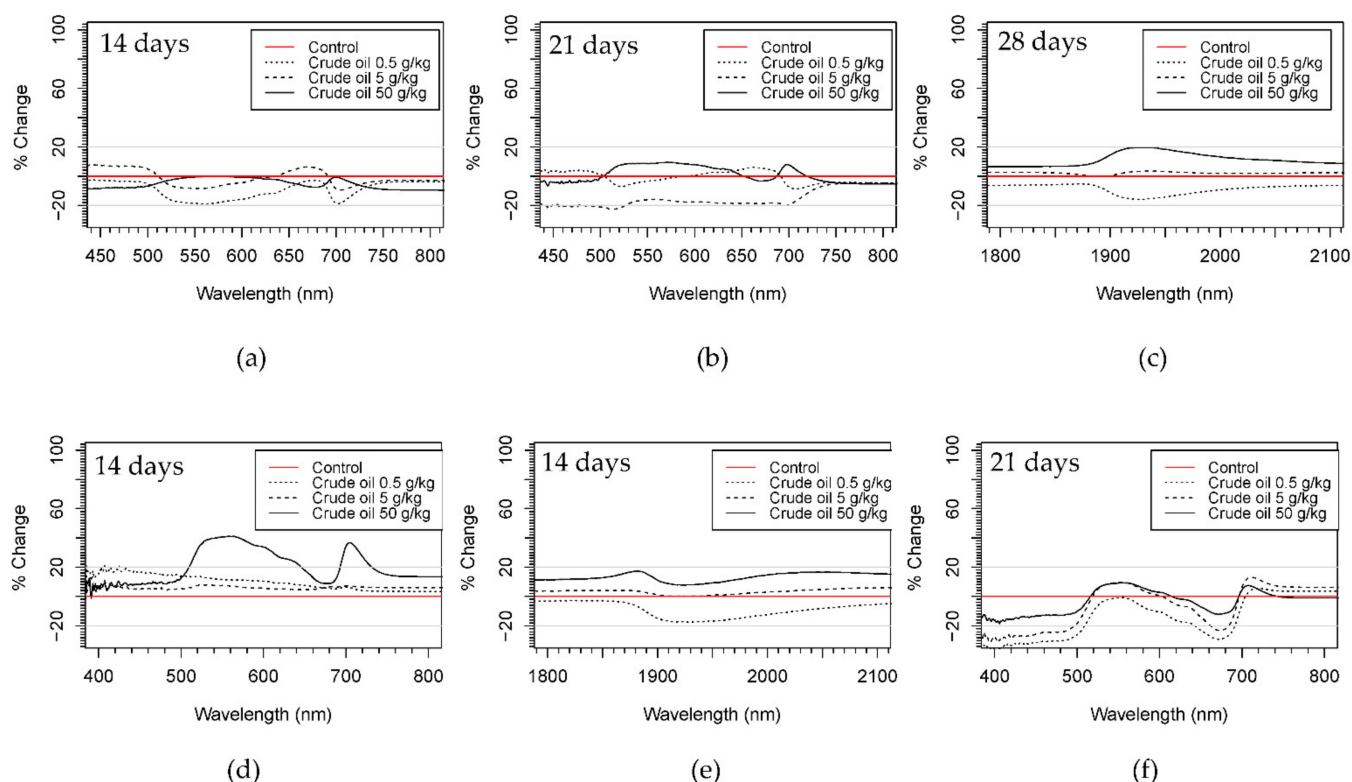 14 days
Control
Crude oil 0.5 g/kg
Crude oil 5 g/kg
Crude oil 50 g/kg
% Change
100
60
20
−20
450 500 550 600 650 700 750 800
Wavelength (nm)
(a)
21 days
Control
Crude oil 0.5 g/kg
Crude oil 5 g/kg
Crude oil 50 g/kg
% Change
100
60
20
−20
450 500 550 600 650 700 750 800
Wavelength (nm)
(b)
28 days
Control
Crude oil 0.5 g/kg
Crude oil 5 g/kg
Crude oil 50 g/kg
% Change
100
60
20
−20
1800 1900 2000 2100
Wavelength (nm)
(c)
14 days
Control
Crude oil 0.5 g/kg
Crude oil 5 g/kg
Crude oil 50 g/kg
% Change
100
60
20
−20
400 500 600 700 800
Wavelength (nm)
(d)
14 days
Control
Crude oil 0.5 g/kg
Crude oil 5 g/kg
Crude oil 50 g/kg
% Change
100
60
20
−20
1800 1900 2000 2100
Wavelength (nm)
(e)
21 days
Control
Crude oil 0.5 g/kg
Crude oil 5 g/kg
Crude oil 50 g/kg
% Change
100
60
20
−20
400 500 600 700 800
Wavelength (nm)
(f)